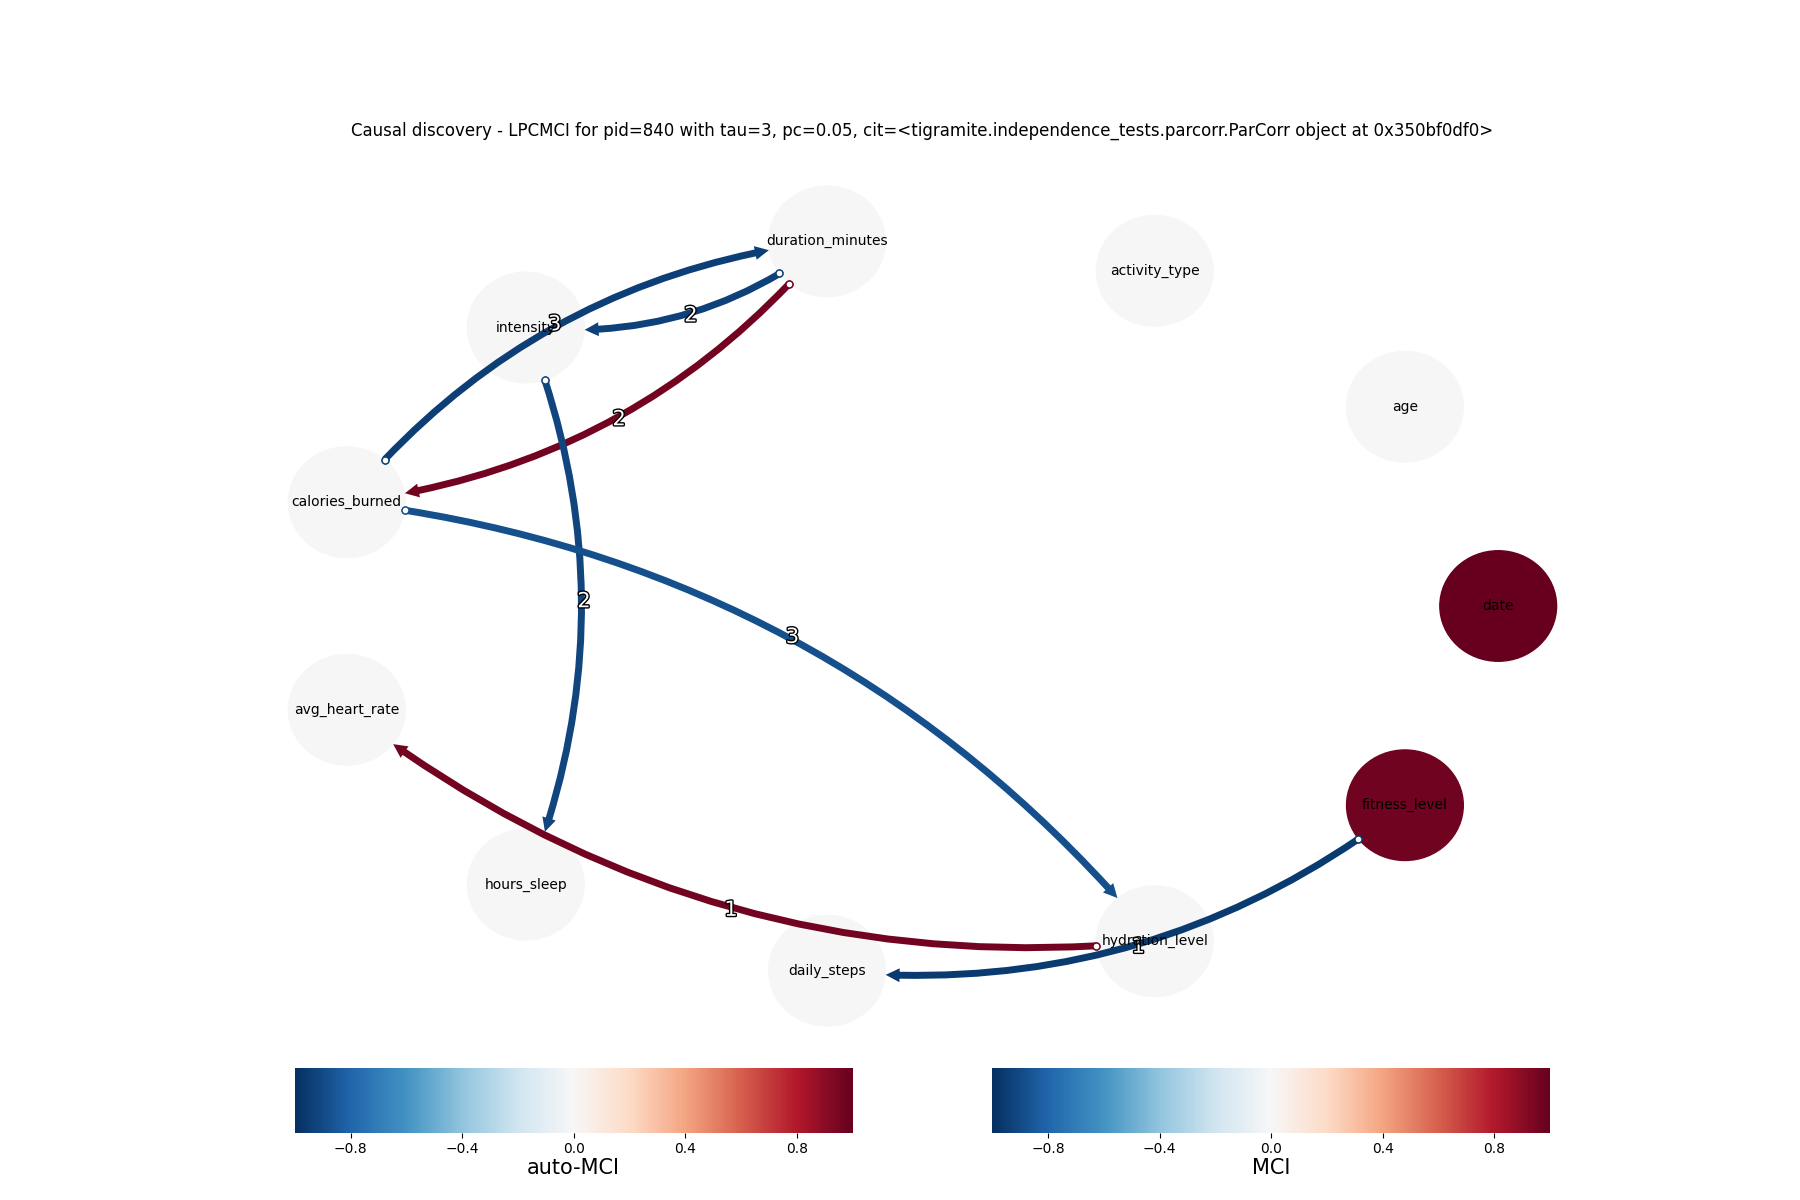 Causal discovery - LPCMCI for pid=840 with tau=3, pc=0.05, cit=<tigramite.independence_tests.parcorr.ParCorr object at 0x350bf0df0>
duration_minutes
activity_type
2
intensity
3
age
2
calories_burned
date
2
3
avg_heart_rate
fitness_level
hours_sleep
1
hydration_level
1
daily_steps
−0.8 −0.4 0.0 0.4 0.8
auto-MCI
−0.8 −0.4 0.0 0.4 0.8
MCI